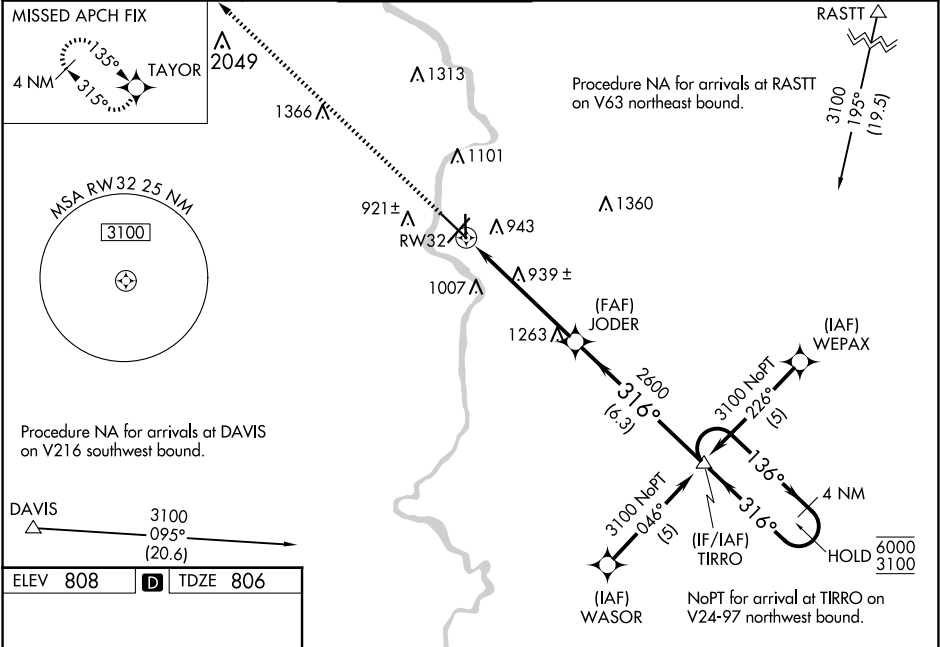 MISSED APCH FIX
135°
TAYOR
4 NM
315°
2049
1313
1366
1101
Procedure NA for arrivals at RASTT
on V63 northeast bound.
RASTT
3100
195°
(19.5)
MSA RW32 25 NM
3100
921±
RW32
943
1360
939 ±
1007
(FAF)
JODER
1263
(IAF)
WEPAX
2600
316°
(6.3)
3100 NoPT
226°
(5)
136°
4 NM
316°
HOLD
6000
3100
3100 NoPT
046°
(5)
(IF/IAF)
TIRRO
(IAF)
WASOR
NoPT for arrival at TIRRO on
V24-97 northwest bound.
Procedure NA for arrivals at DAVIS
on V216 southwest bound.
DAVIS
3100
095°
(20.6)
ELEV 808
D
TDZE 806